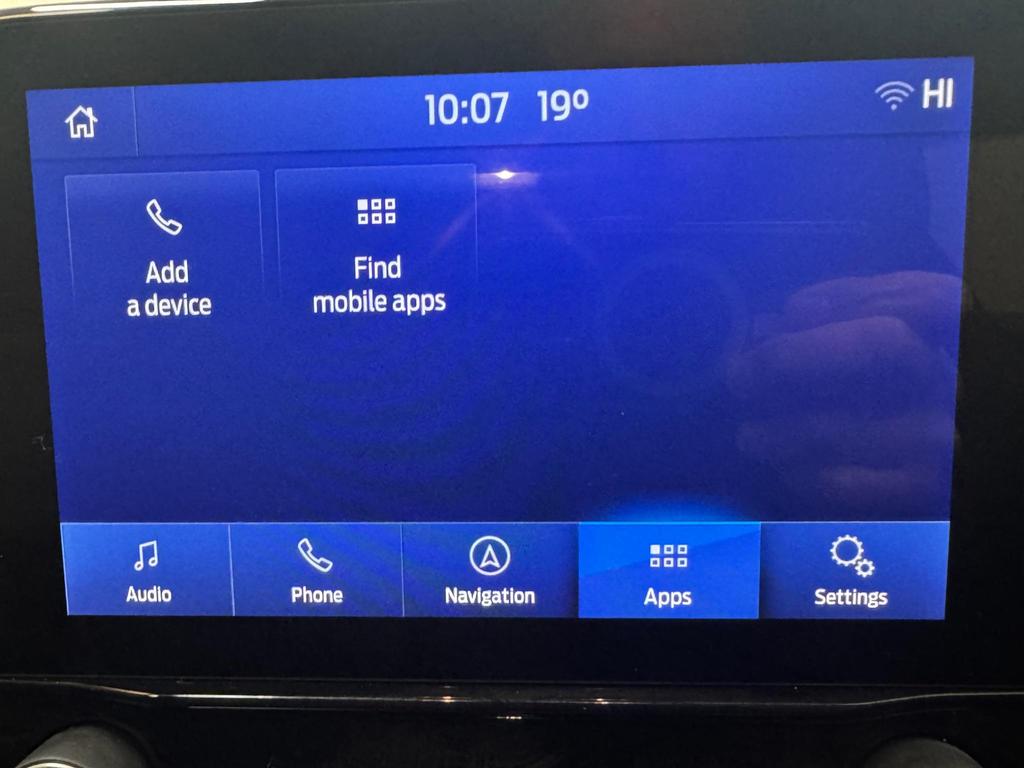 10:07 19º HI
Add
a device
Find
mobile apps
Audio
Phone
Navigation
Apps
Settings